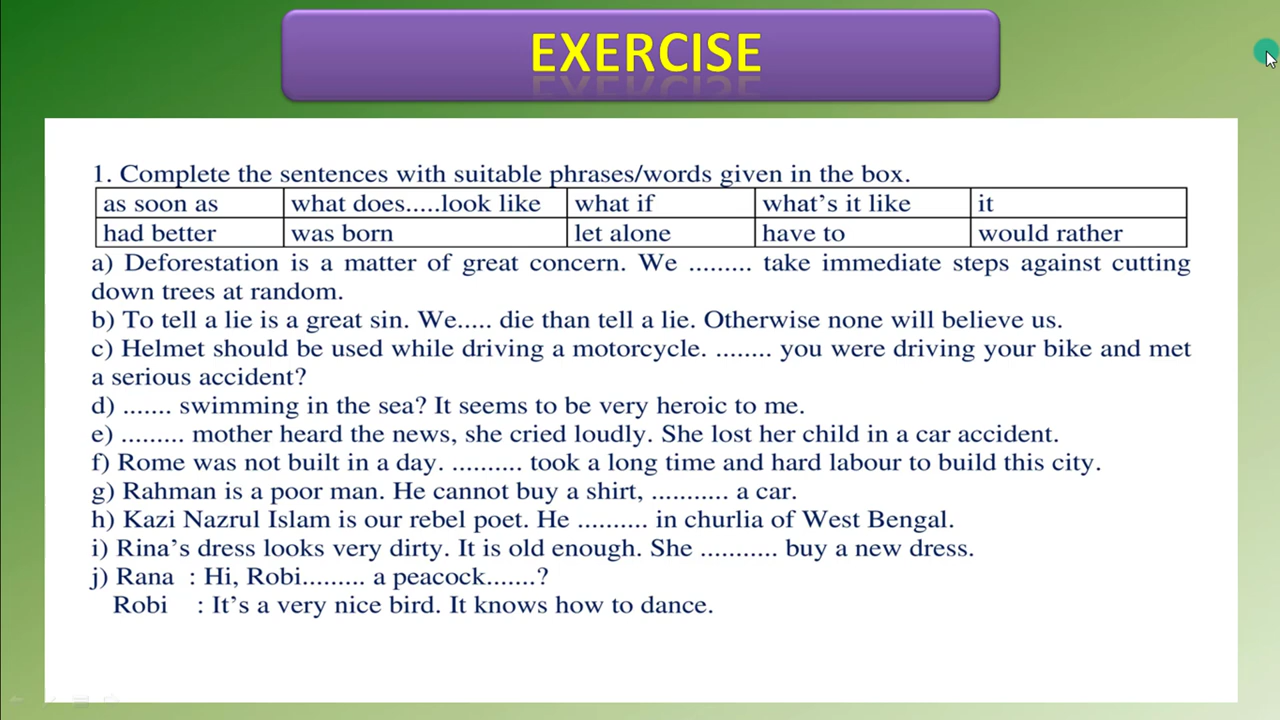 EXERCISE
1. Complete the sentences with suitable phrases/words given in the box.
as soon as what does.....look like what if what's it like it
had better was born let alone have to would rather
a) Deforestation is a matter of great concern. We ......... take immediate steps against cutting
down trees at random.
b) To tell a lie is a great sin. We..... die than tell a lie. Otherwise none will believe us.
c) Helmet should be used while driving a motorcycle. ........ you were driving your bike and met
a serious accident?
d) ....... swimming in the sea? It seems to be very heroic to me.
e) ......... mother heard the news, she cried loudly. She lost her child in a car accident.
f) Rome was not built in a day. .......... took a long time and hard labour to build this city.
g) Rahman is a poor man. He cannot buy a shirt, ........... a car.
h) Kazi Nazrul Islam is our rebel poet. He .......... in churlia of West Bengal.
i) Rina's dress looks very dirty. It is old enough. She ........... buy a new dress.
j) Rana : Hi, Robi......... a peacock.......?
Robi : It's a very nice bird. It knows how to dance.